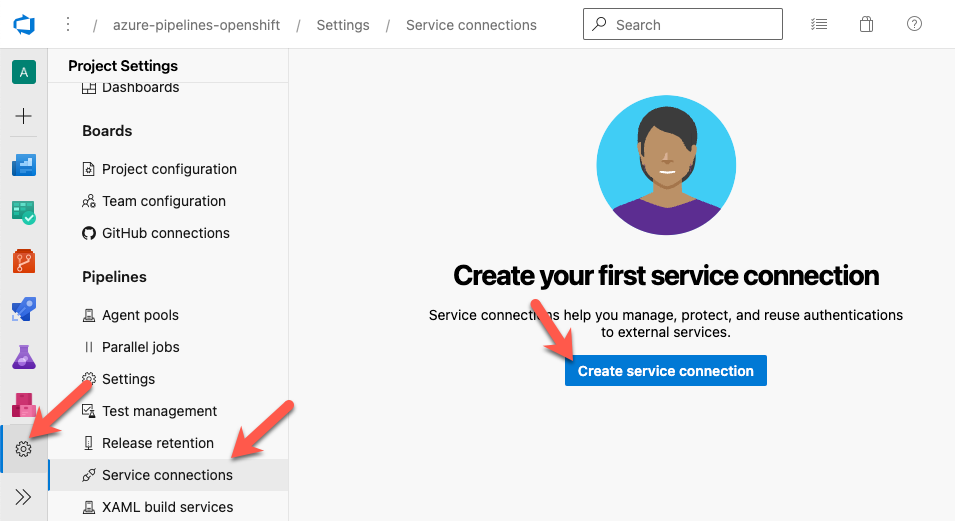 / azure-pipelines-openshift / Settings / Service connections
Search
A
Project Settings
Dashboards
Boards
Project configuration
Team configuration
GitHub connections
Pipelines
Agent pools
Parallel jobs
Settings
Test management
Release retention
Service connections
XAML build services
Create your first service connection
Service connections help you manage, protect, and reuse authentications
to external services.
Create service connection